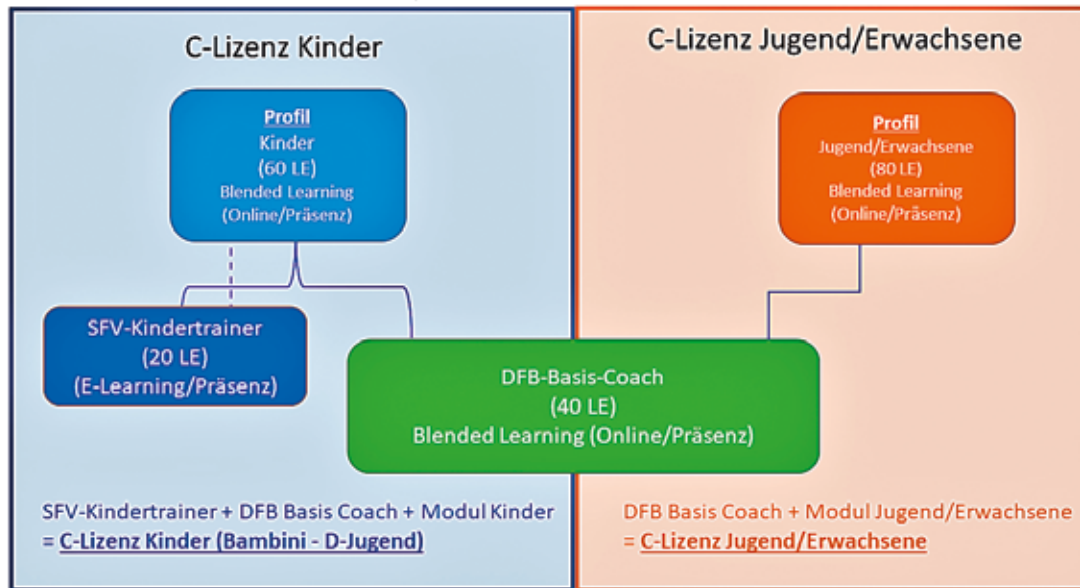 C-Lizenz Kinder
Profil
Kinder
(60 LE)
Blended Learning
(Online/Präsenz)
SFV-Kindertrainer
(20 LE)
(E-Learning/Präsenz)
C-Lizenz Jugend/Erwachsene
Profil
Jugend/Erwachsene
(80 LE)
Blended Learning
(Online/Präsenz)
DFB-Basis-Coach
(40 LE)
Blended Learning (Online/Präsenz)
SFV-Kindertrainer + DFB Basis Coach + Modul Kinder
= C-Lizenz Kinder (Bambini - D-Jugend)
DFB Basis Coach + Modul Jugend/Erwachsene
= C-Lizenz Jugend/Erwachsene